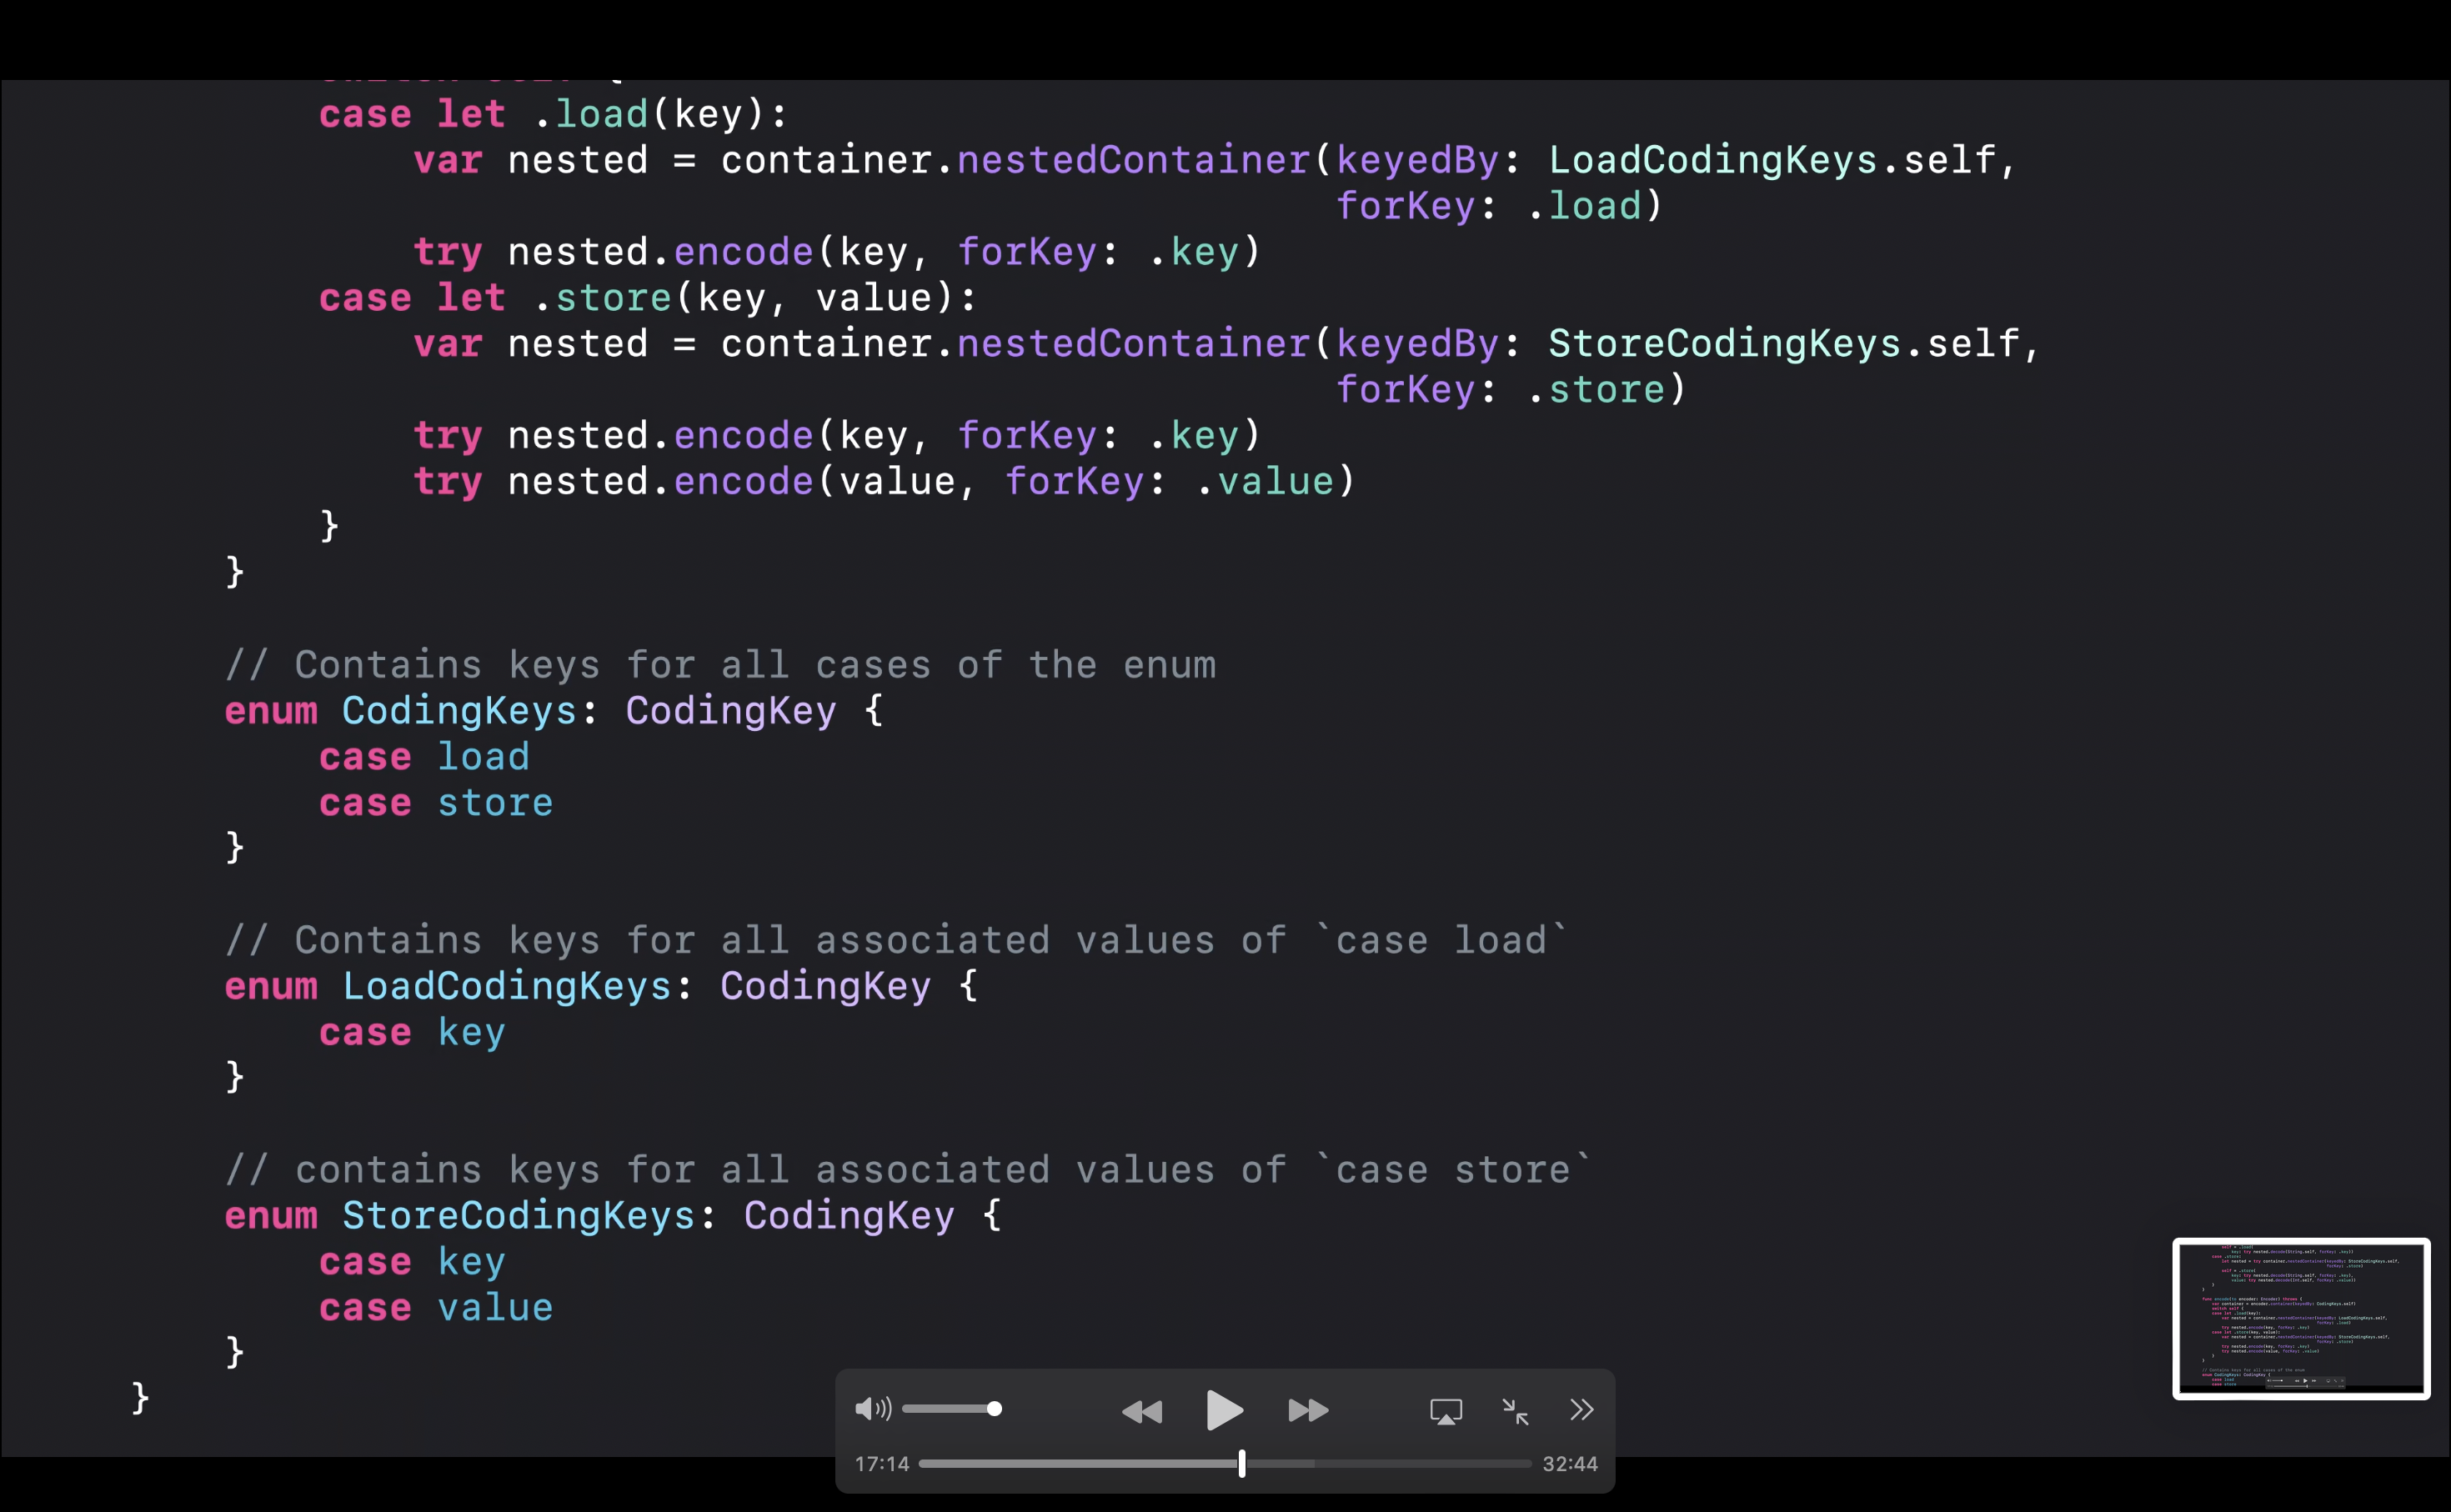 case let .load(key):
var nested = container.nestedContainer(keyedBy: LoadCodingKeys.self,
forKey: .load)
try nested.encode(key, forKey: .key)
case let .store(key, value):
var nested = container.nestedContainer(keyedBy: StoreCodingKeys.self,
forKey: .store)
try nested.encode(key, forKey: .key)
try nested.encode(value, forKey: .value)
}
}
// Contains keys for all cases of the enum
enum CodingKeys: CodingKey {
case load
case store
}
// Contains keys for all associated values of `case load`
enum LoadCodingKeys: CodingKey {
case key
}
// contains keys for all associated values of `case store`
enum StoreCodingKeys: CodingKey {
case key
case value
}
}
17:14
32:44